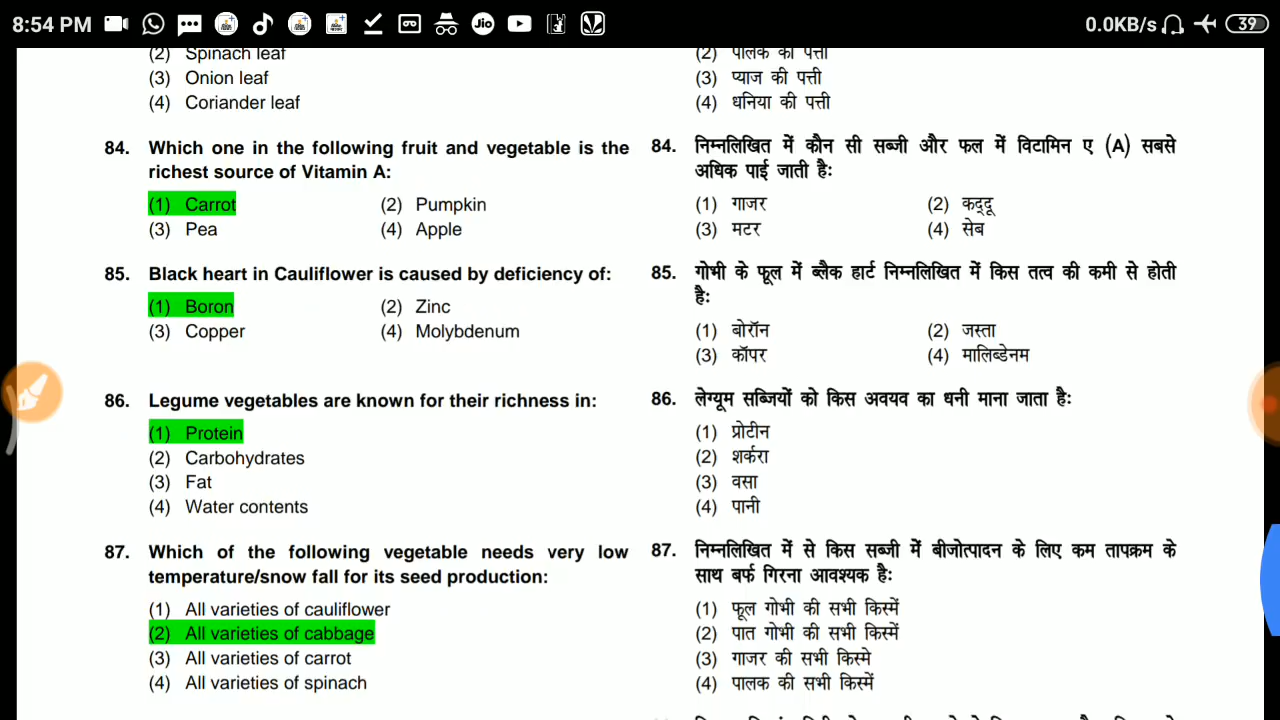 8:54 PM
0.0KB/s
39
Jio
(2) Spinach leaf
(3) Onion leaf
(4) Coriander leaf
84. Which one in the following fruit and vegetable is the
richest source of Vitamin A:
(1) Carrot (2) Pumpkin
(3) Pea (4) Apple
85. Black heart in Cauliflower is caused by deficiency of:
(1) Boron (2) Zinc
(3) Copper (4) Molybdenum
86. Legume vegetables are known for their richness in:
(1) Protein
(2) Carbohydrates
(3) Fat
(4) Water contents
87. Which of the following vegetable needs very low
temperature/snow fall for its seed production:
(1) All varieties of cauliflower
(2) All varieties of cabbage
(3) All varieties of carrot
(4) All varieties of spinach
(2) पालक की पत्ती
(3) प्याज की पत्ती
(4) धनिया की पत्ती
84. निम्नलिखित में कौन सी सब्जी और फल में विटामिन ए (A) सबसे
अधिक पाई जाती है:
(1) गाजर (2) कद्दू
(3) मटर (4) सेब
85. गोभी के फूल में ब्लैक हार्ट निम्नलिखित में किस तत्व की कमी से होती
है:
(1) बोरॉन (2) जस्ता
(3) कॉपर (4) मालिब्डेनम
86. लेग्यूम सब्जियों को किस अवयव का धनी माना जाता है:
(1) प्रोटीन
(2) शर्करा
(3) वसा
(4) पानी
87. निम्नलिखित में से किस सब्जी में बीजोत्पादन के लिए कम तापक्रम के
साथ बर्फ गिरना आवश्यक है:
(1) फूल गोभी की सभी किस्में
(2) पात गोभी की सभी किस्में
(3) गाजर की सभी किस्मे
(4) पालक की सभी किस्में